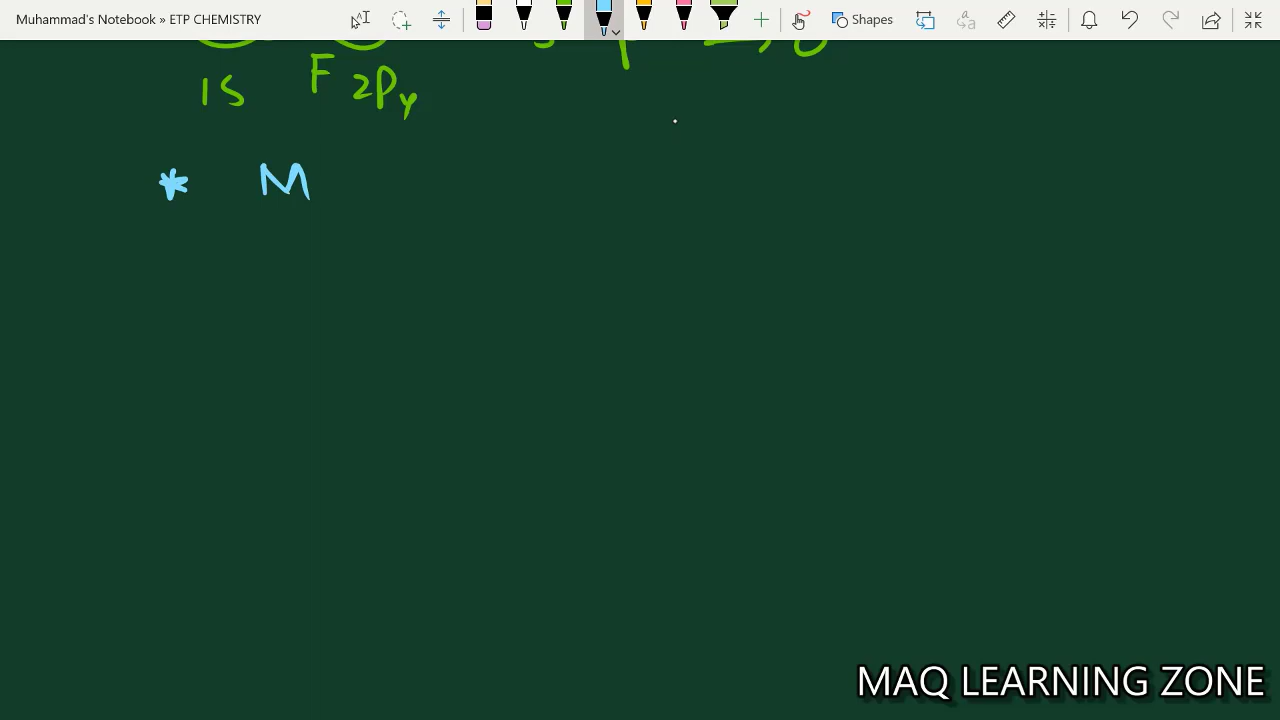 Muhammad's Notebook » ETP CHEMISTRY
Shapes
1S F 2Py
* M
MAQ LEARNING ZONE